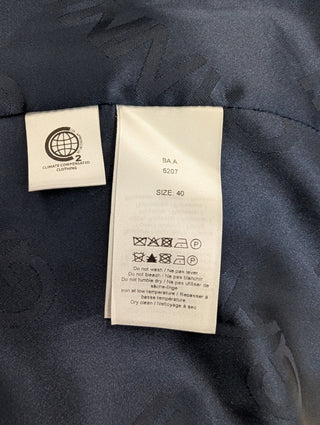 2
CLIMATE COMPENSATED
CLOTHING
BA A
5207
SIZE: 40
Do not wash / Ne pas laver
Do not bleach / Ne pas blanchir
Do not tumble dry / Ne pas utiliser de
sèche-linge
Iron at low temperature / Repasser à
basse température
Dry clean / Nettoyage à sec